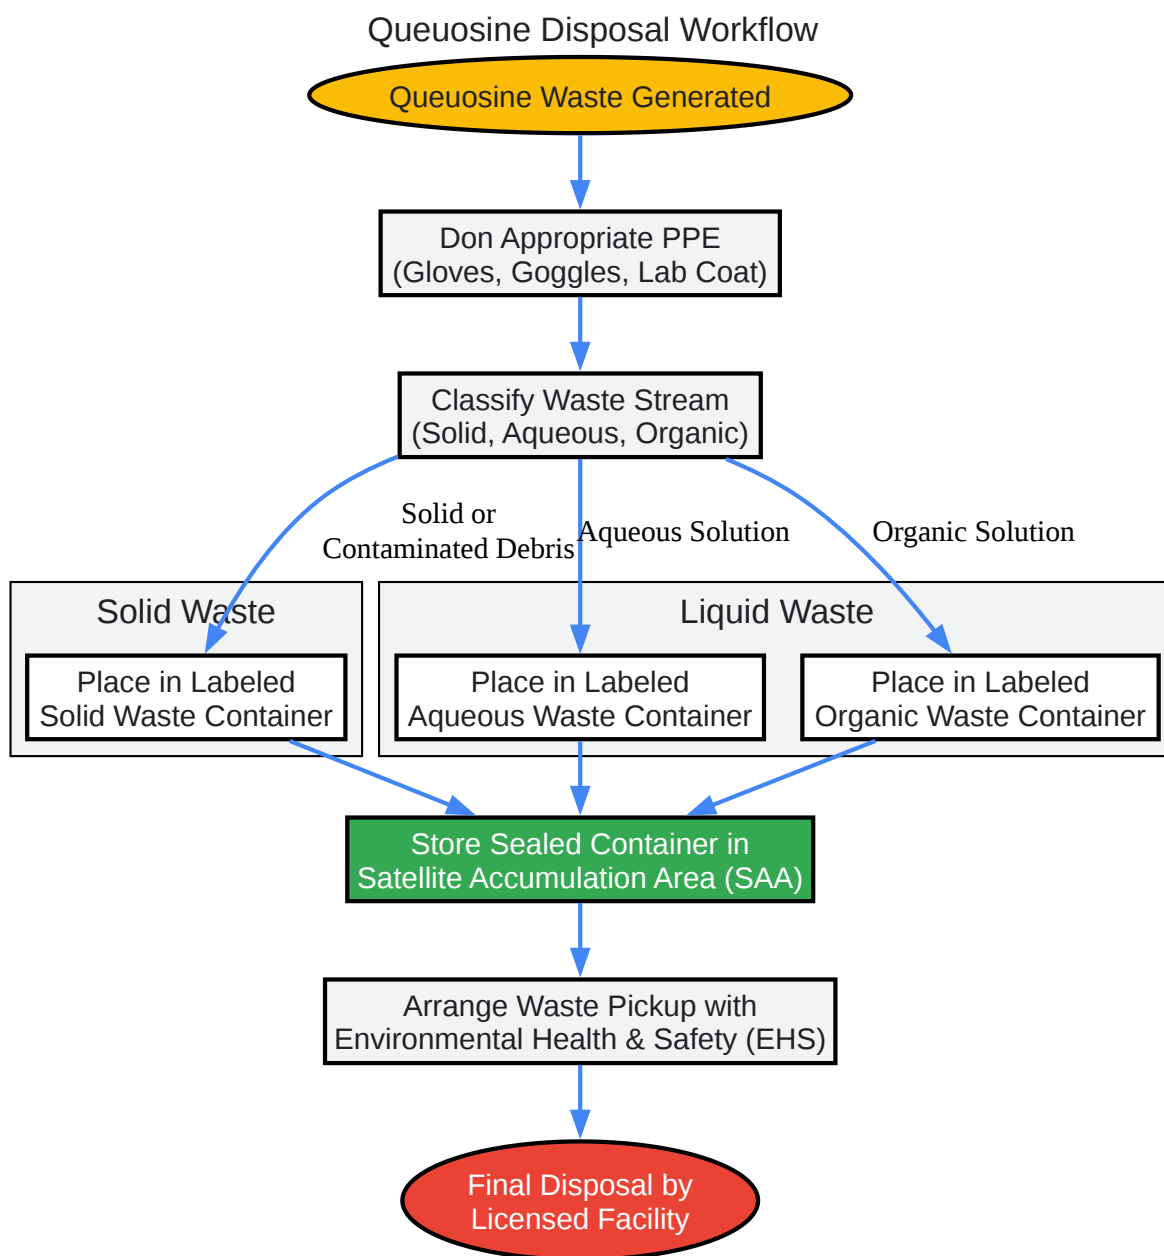 Queuosine Disposal Workflow
Queuosine Waste Generated
Don Appropriate PPE
(Gloves, Goggles, Lab Coat)
Classify Waste Stream
(Solid, Aqueous, Organic)
Solid or
Contaminated Debris
Aqueous Solution
Organic Solution
Solid Waste
Liquid Waste
Place in Labeled
Solid Waste Container
Place in Labeled
Aqueous Waste Container
Place in Labeled
Organic Waste Container
Store Sealed Container in
Satellite Accumulation Area (SAA)
Arrange Waste Pickup with
Environmental Health & Safety (EHS)
Final Disposal by
Licensed Facility